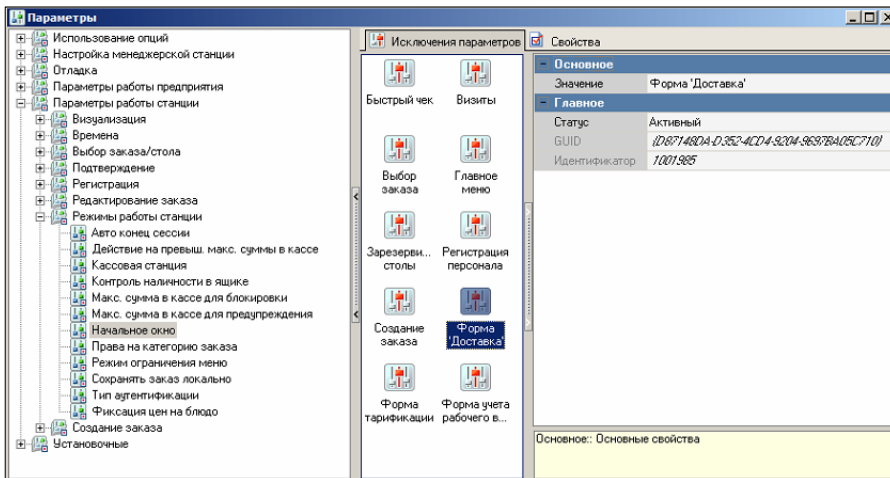 Параметры
Использование опций
Настройка менеджерской станции
Отладка
Параметры работы предприятия
Параметры работы станции
Визуализация
Времена
Выбор заказа/стола
Подтверждение
Регистрация
Редактирование заказа
Режимы работы станции
Авто конец сессии
Действие на превыш. макс. суммы в кассе
Кассовая станция
Контроль наличности в ящике
Макс. сумма в кассе для блокировки
Макс. сумма в кассе для предупреждения
Начальное окно
Права на категорию заказа
Режим ограничения меню
Сохранять заказ локально
Тип аутентификации
Фиксация цен на блюдо
Создание заказа
Установочные
Исключения параметров
Быстрый чек
Визиты
Выбор
заказа
Главное
меню
Зарезерви...
столы
Регистрация
персонала
Создание
заказа
Форма
'Доставка'
Форма
тарификации
Форма учета
рабочего в...
Свойства
Основное
Значение Форма 'Доставка'
Главное
Статус Активный
GUID {D87148DA-D352-4CD4-9204-9697BA05C710}
Идентификатор 1001985
Основное:: Основные свойства